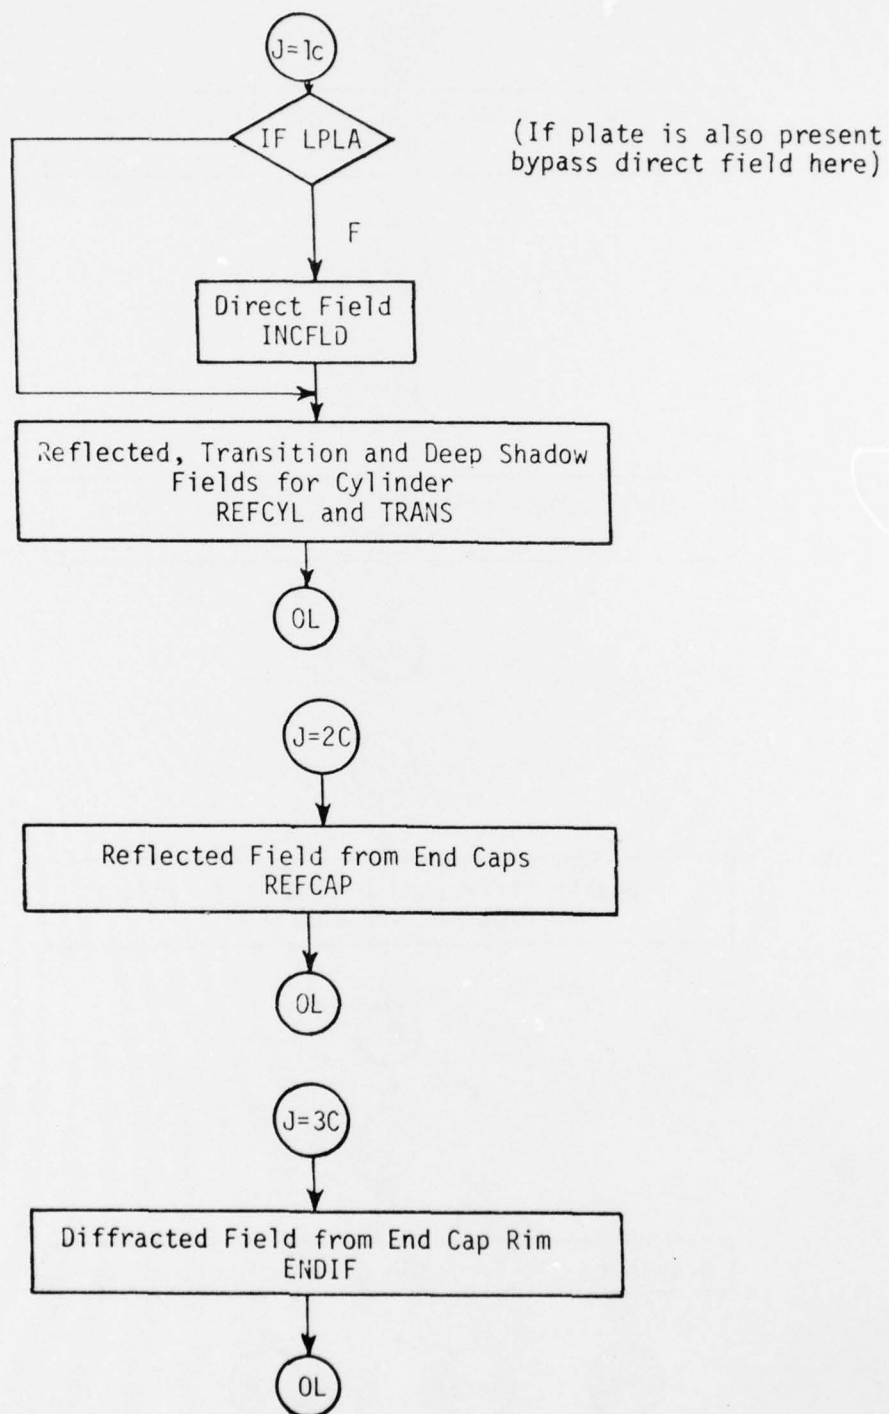 J=1c
IF LPLA
(If plate is also present
bypass direct field here)
F
Direct Field
INCFLD
Reflected, Transition and Deep Shadow
Fields for Cylinder
REFCYL and TRANS
OL
J=2C
Reflected Field from End Caps
REFCAP
OL
J=3C
Diffracted Field from End Cap Rim
ENDIF
OL